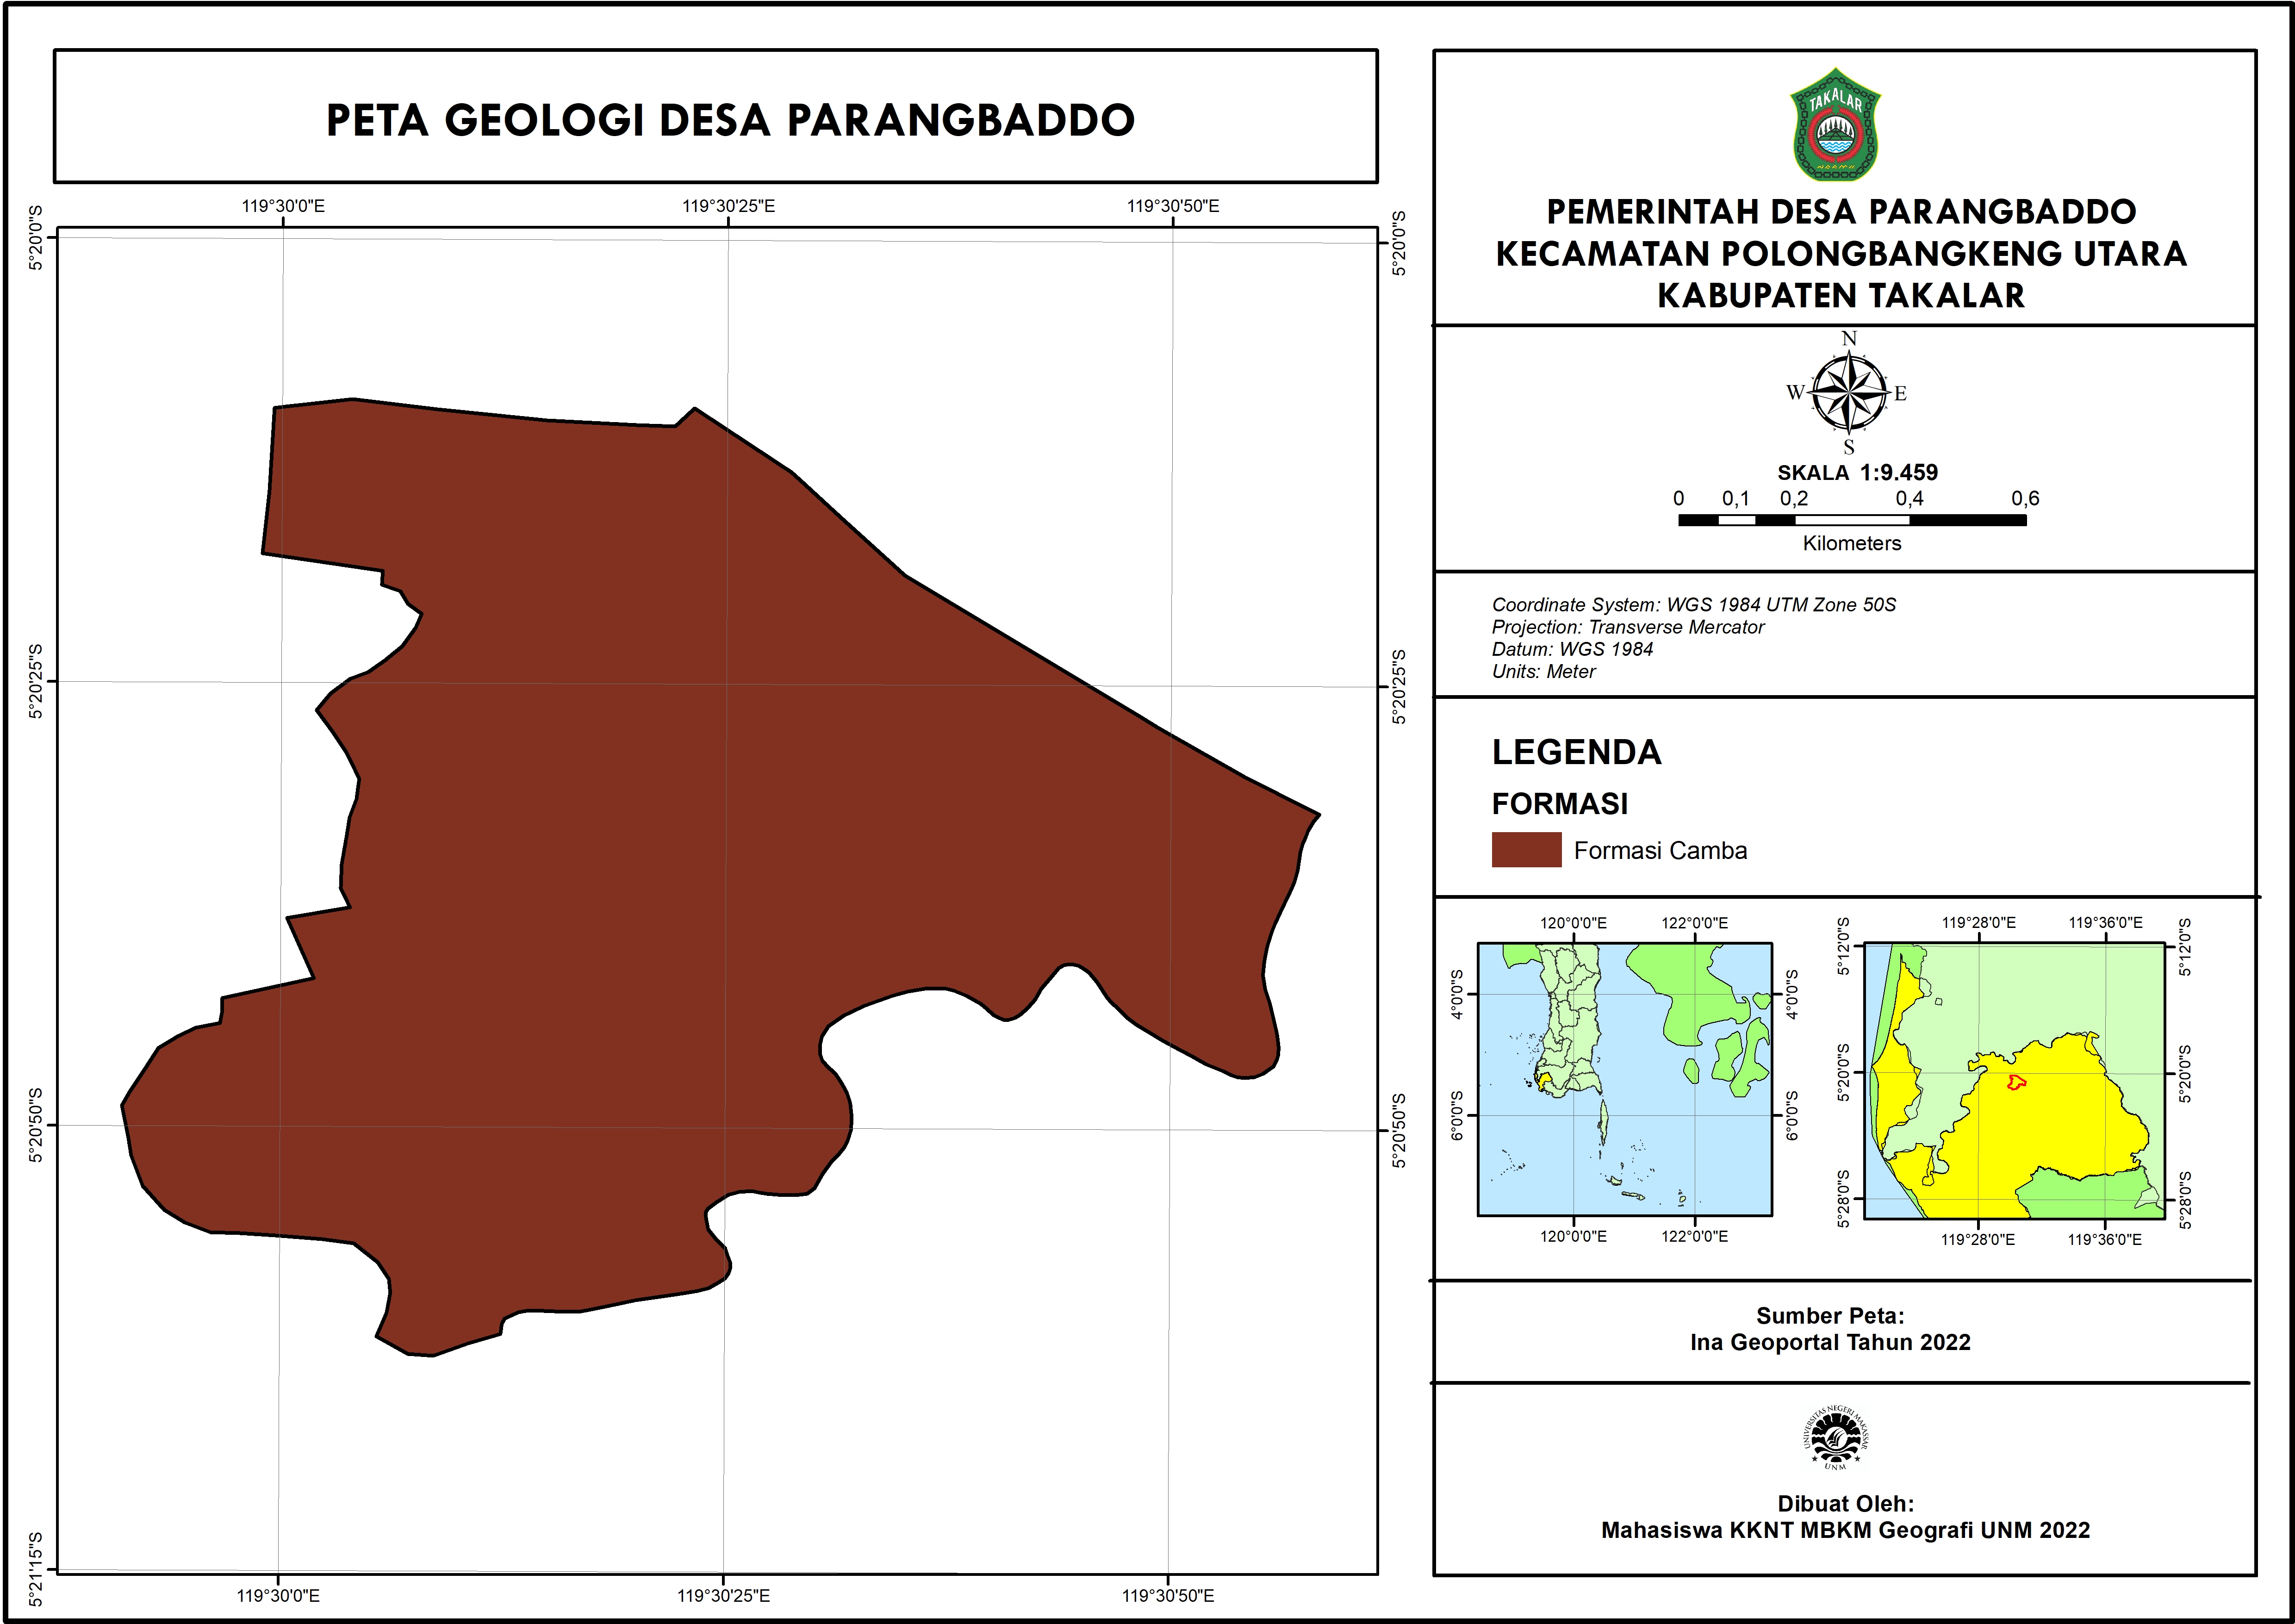 PETA GEOLOGI DESA PARANGBADDO
119°30'0"E 119°30'25"E 119°30'50"E
5°20'0"S 5°20'0"S
5°20'25"S 5°20'25"S
5°20'50"S 5°20'50"S
5°21'15"S
119°30'0"E 119°30'25"E 119°30'50"E
TAKALAR
PEMERINTAH DESA PARANGBADDO
KECAMATAN POLONGBANGKENG UTARA
KABUPATEN TAKALAR
N
W E
S
SKALA 1:9.459
0 0,1 0,2 0,4 0,6
Kilometers
Coordinate System: WGS 1984 UTM Zone 50S
Projection: Transverse Mercator
Datum: WGS 1984
Units: Meter
LEGENDA
FORMASI
Formasi Camba
120°0'0"E 122°0'0"E
4°0'0"S 4°0'0"S
6°0'0"S 6°0'0"S
120°0'0"E 122°0'0"E
119°28'0"E 119°36'0"E
5°12'0"S 5°12'0"S
5°20'0"S 5°20'0"S
5°28'0"S 5°28'0"S
119°28'0"E 119°36'0"E
Sumber Peta:
Ina Geoportal Tahun 2022
UNIVERSITAS NEGERI MAKASSAR
UNM
Dibuat Oleh:
Mahasiswa KKNT MBKM Geografi UNM 2022